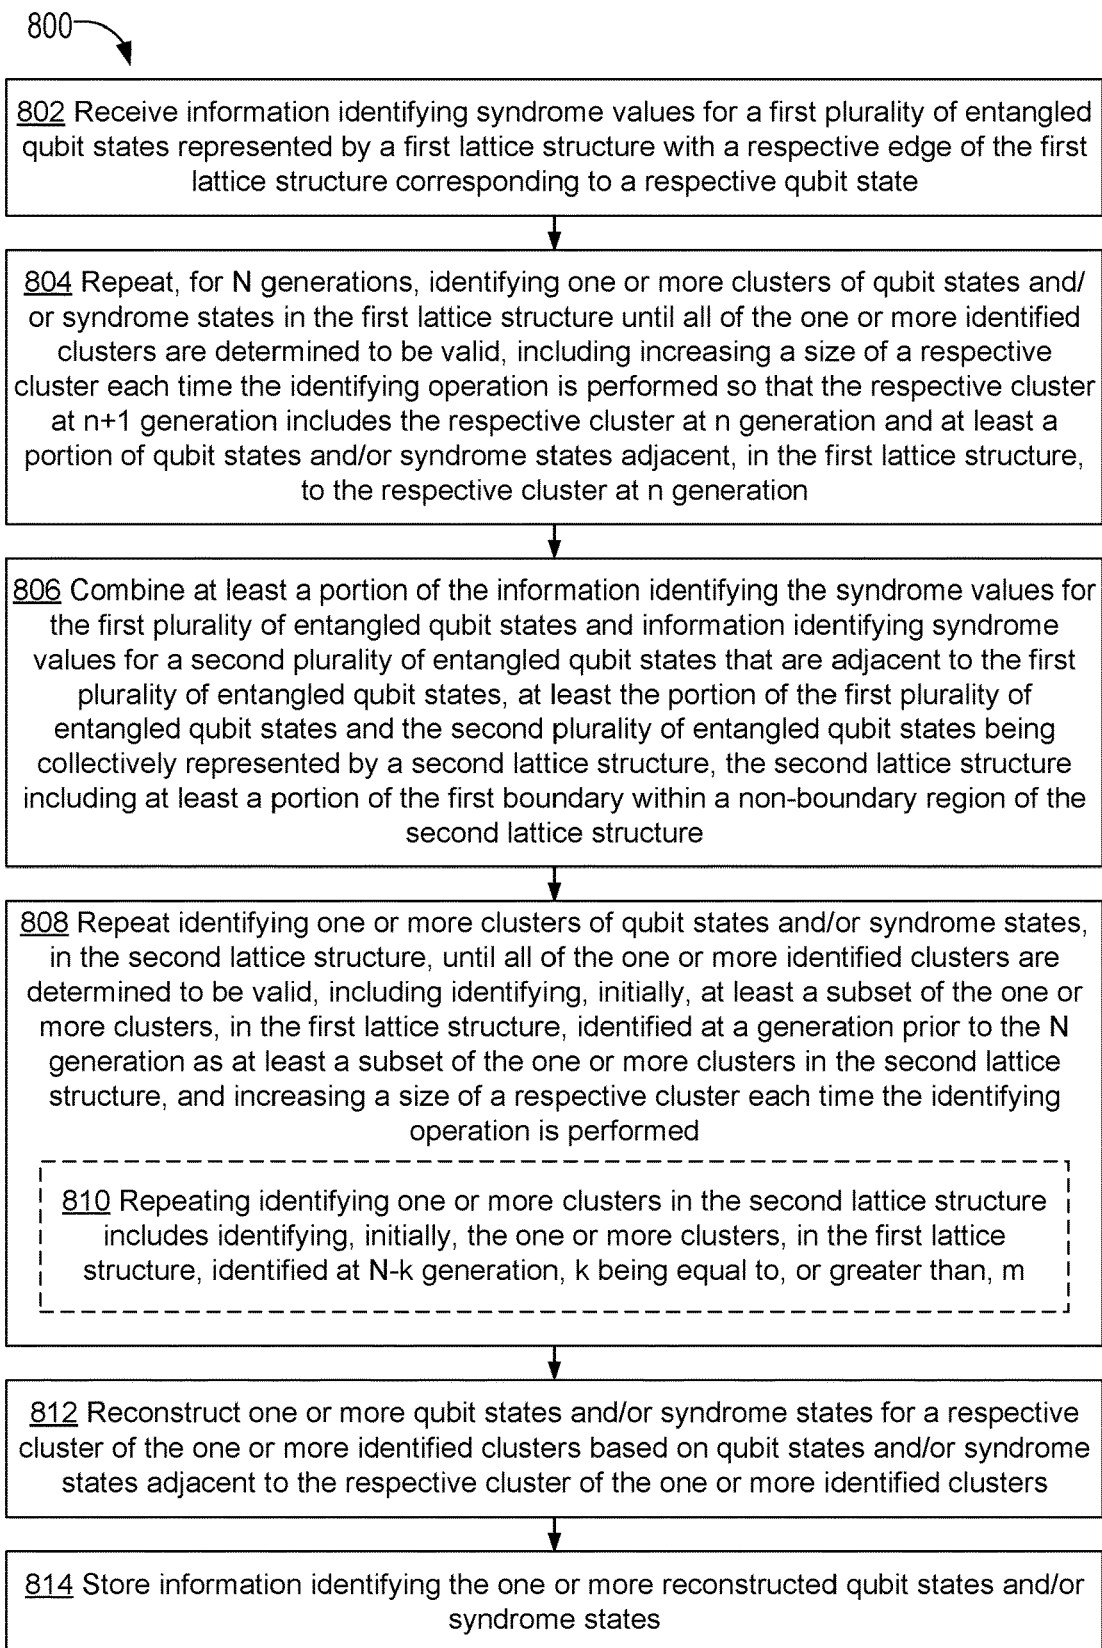 800
802 Receive information identifying syndrome values for a first plurality of entangled
qubit states represented by a first lattice structure with a respective edge of the first
lattice structure corresponding to a respective qubit state
804 Repeat, for N generations, identifying one or more clusters of qubit states and/
or syndrome states in the first lattice structure until all of the one or more identified
clusters are determined to be valid, including increasing a size of a respective
cluster each time the identifying operation is performed so that the respective cluster
at n+1 generation includes the respective cluster at n generation and at least a
portion of qubit states and/or syndrome states adjacent, in the first lattice structure,
to the respective cluster at n generation
806 Combine at least a portion of the information identifying the syndrome values for
the first plurality of entangled qubit states and information identifying syndrome
values for a second plurality of entangled qubit states that are adjacent to the first
plurality of entangled qubit states, at least the portion of the first plurality of
entangled qubit states and the second plurality of entangled qubit states being
collectively represented by a second lattice structure, the second lattice structure
including at least a portion of the first boundary within a non-boundary region of the
second lattice structure
808 Repeat identifying one or more clusters of qubit states and/or syndrome states,
in the second lattice structure, until all of the one or more identified clusters are
determined to be valid, including identifying, initially, at least a subset of the one or
more clusters, in the first lattice structure, identified at a generation prior to the N
generation as at least a subset of the one or more clusters in the second lattice
structure, and increasing a size of a respective cluster each time the identifying
operation is performed
810 Repeating identifying one or more clusters in the second lattice structure
includes identifying, initially, the one or more clusters, in the first lattice
structure, identified at N-k generation, k being equal to, or greater than, m
812 Reconstruct one or more qubit states and/or syndrome states for a respective
cluster of the one or more identified clusters based on qubit states and/or syndrome
states adjacent to the respective cluster of the one or more identified clusters
814 Store information identifying the one or more reconstructed qubit states and/or
syndrome states